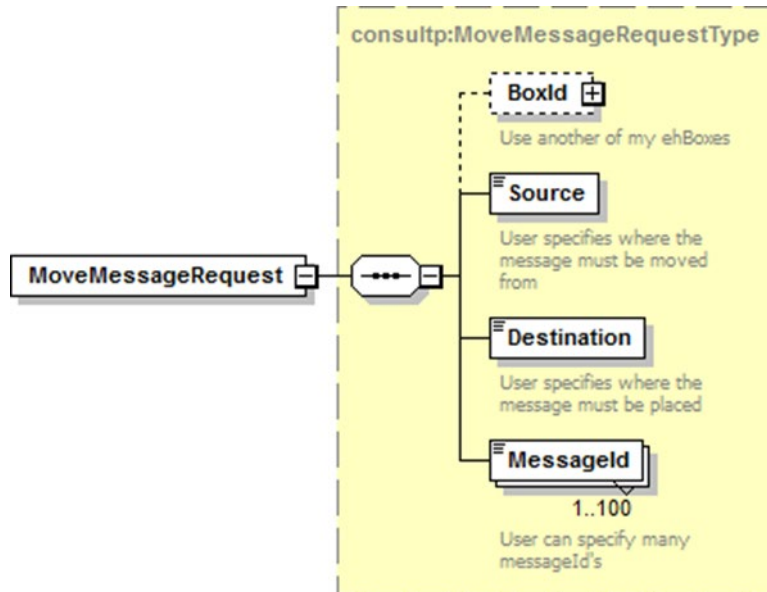 consultp:MoveMessageRequestType
BoxId
Use another of my ehBoxes
Source
User specifies where the
message must be moved
from
MoveMessageRequest
Destination
User specifies where the
message must be placed
MessageId
1..100
User can specify many
messageId's